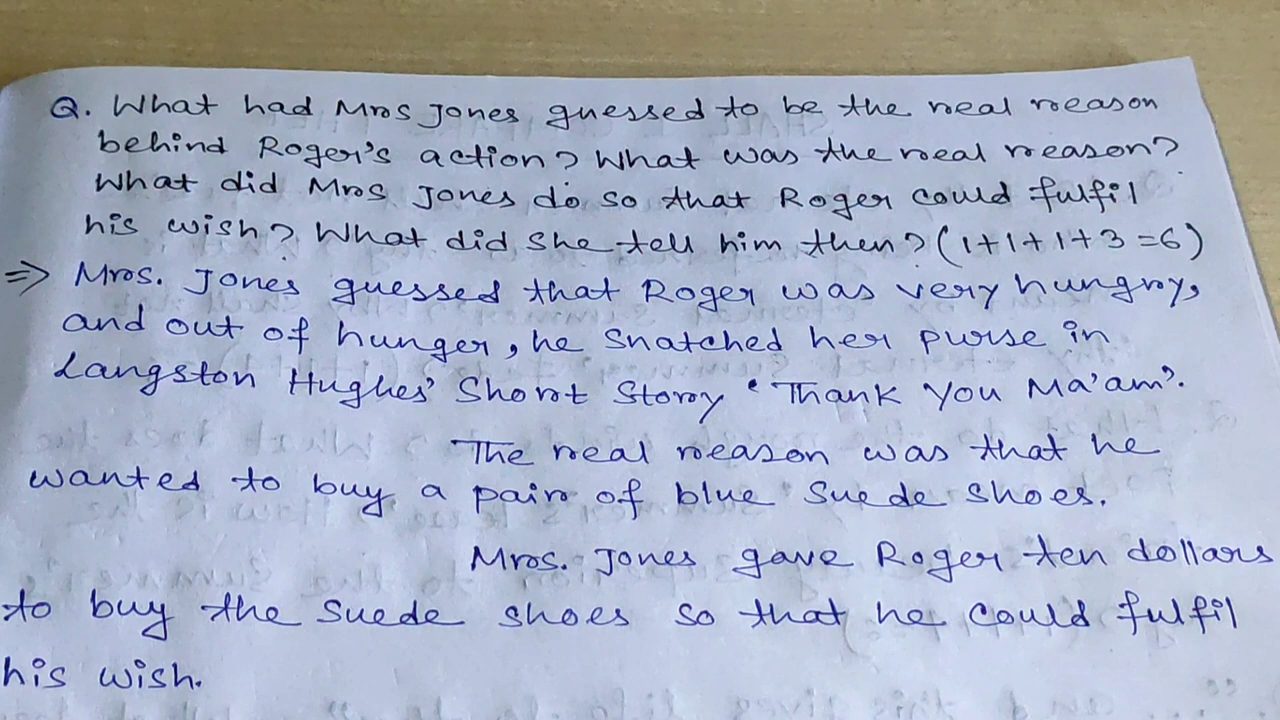 Q. What had Mrs Jones guessed to be the real reason
behind Roger's action? What was the real reason?
What did Mrs Jones do so that Roger could fulfil
his wish? What did she tell him then? (1+1+1+3=6)
⇒ Mrs. Jones guessed that Roger was very hungry,
and out of hunger, he snatched her purse in
Langston Hughes' Short Story 'Thank You Ma'am'.
The real reason was that he
wanted to buy a pair of blue suede shoes.
Mrs. Jones gave Roger ten dollars
to buy the suede shoes so that he could fulfil
his wish.